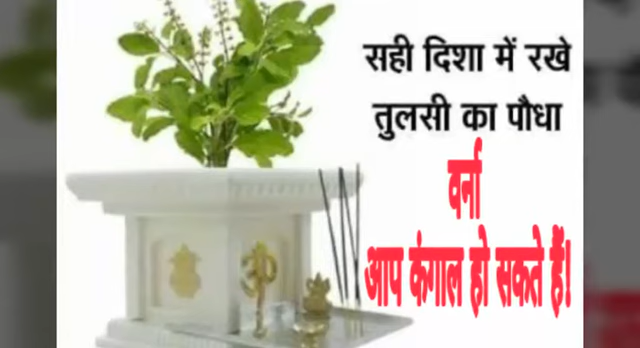 सही दिशा में रखे
तुलसी का पौधा
वर्ना
आप कंगाल हो सकते हैं!